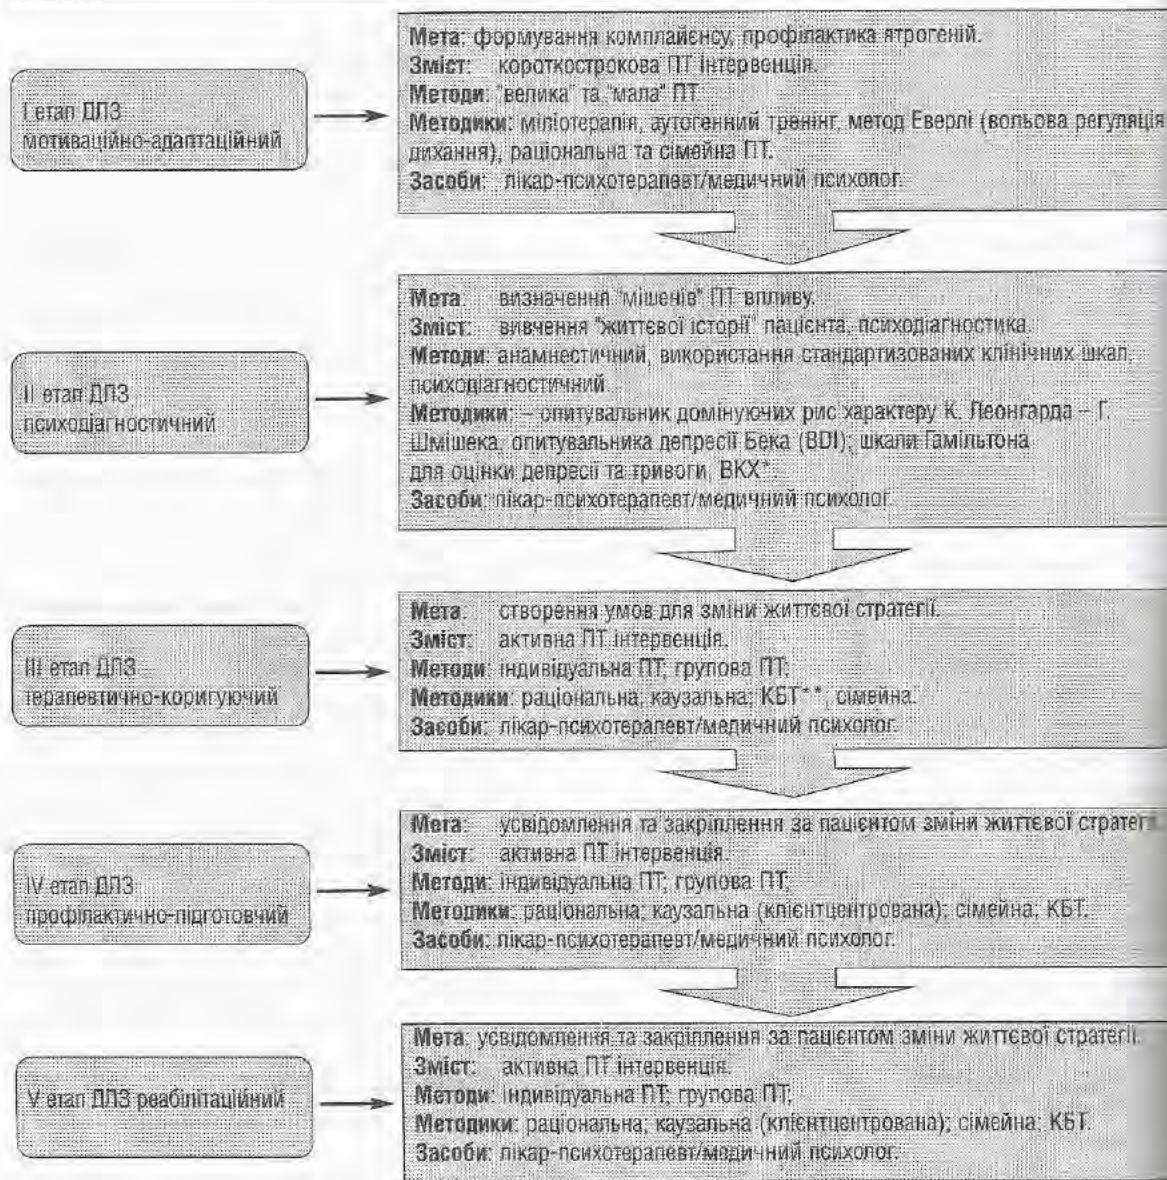 I етап ДПЗ
мотиваційно-адаптаційний
Мета: формування комплайєнсу, профілактика ятрогеній.
Зміст: короткострокова ПТ інтервенція.
Методи: "велика" та "мала" ПТ
Методики: міліотерапія, аутогенний тренінг, метод Еверлі (вольова регуляція
дихання), раціональна та сімейна ПТ.
Засоби: лікар-психотерапевт/медичний психолог.
II етап ДПЗ
психодіагностичний
Мета: визначення "мішенів" ПТ впливу.
Зміст: вивчення "життєвої історії" пацієнта, психодіагностика.
Методи: анамнестичний, використання стандартизованих клінічних шкал,
психодіагностичний
Методики: – опитувальник домінуючих рис характеру К. Леонгарда – Г.
Шмішека, опитувальника депресії Бека (BDI); шкали Гамільтона
для оцінки депресії та тривоги, ВКХ*
Засоби: лікар-психотерапевт/медичний психолог.
III етап ДПЗ
терапевтично-коригуючий
Мета: створення умов для зміни життєвої стратегії.
Зміст: активна ПТ інтервенція.
Методи: індивідуальна ПТ; групова ПТ;
Методики: раціональна, каузальна; КБТ**, сімейна.
Засоби: лікар-психотерапевт/медичний психолог.
IV етап ДПЗ
профілактично-підготовчий
Мета: усвідомлення та закріплення за пацієнтом зміни життєвої стратегі
Зміст: активна ПТ інтервенція.
Методи: індивідуальна ПТ; групова ПТ;
Методики: раціональна; каузальна (клієнтцентрована); сімейна; КБТ.
Засоби: лікар-психотерапевт/медичний психолог.
V етап ДПЗ реабілітаційний
Мета: усвідомлення та закріплення за пацієнтом зміни життєвої стратегії.
Зміст: активна ПТ інтервенція.
Методи: індивідуальна ПТ; групова ПТ;
Методики: раціональна; каузальна (клієнтцентрована); сімейна; КБТ.
Засоби: лікар-психотерапевт/медичний психолог.